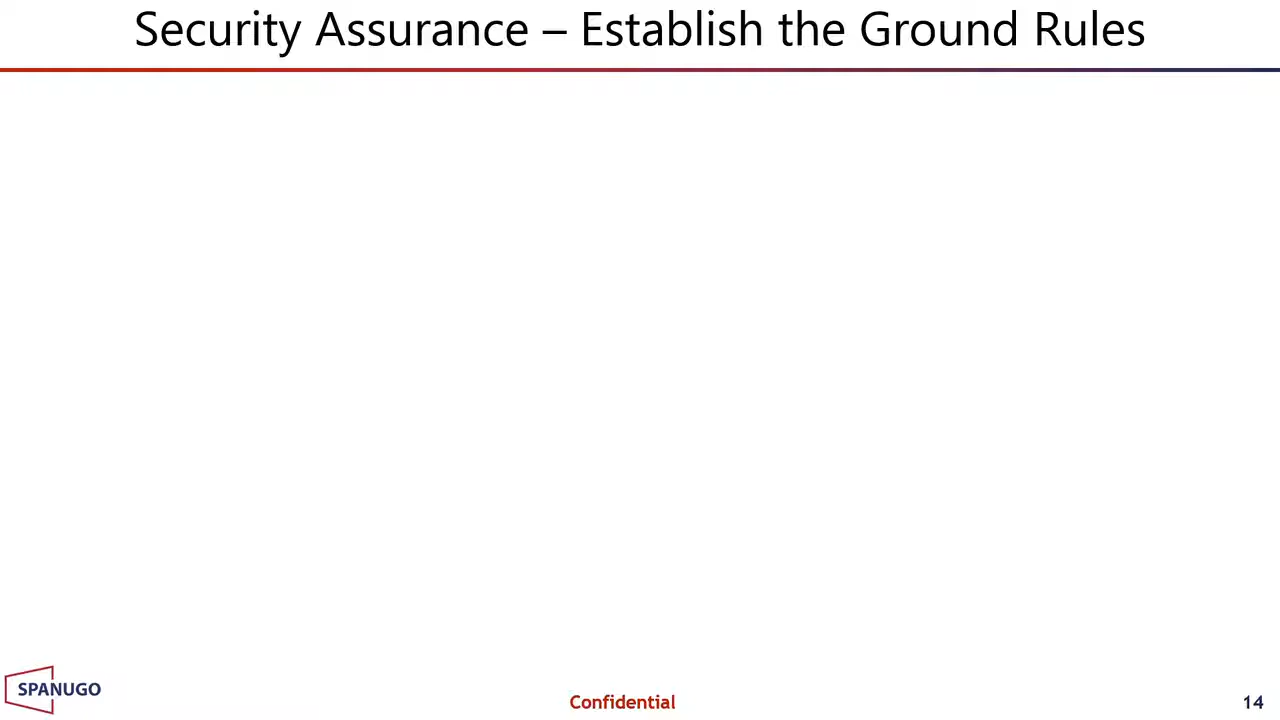 Security Assurance – Establish the Ground Rules
SPANUGO
Confidential
14